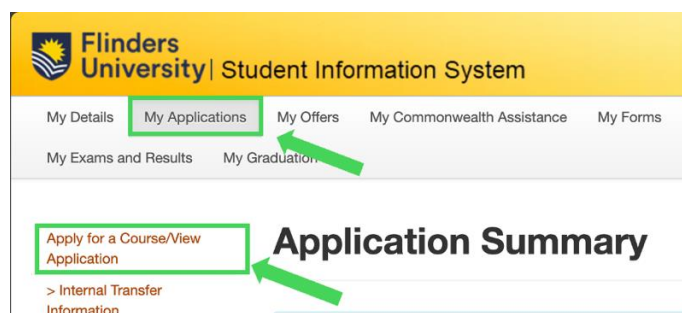 Flinders
University | Student Information System
My Details My Applications My Offers My Commonwealth Assistance My Forms
My Exams and Results My Graduation
Apply for a Course/View
Application
Application Summary
> Internal Transfer
Information